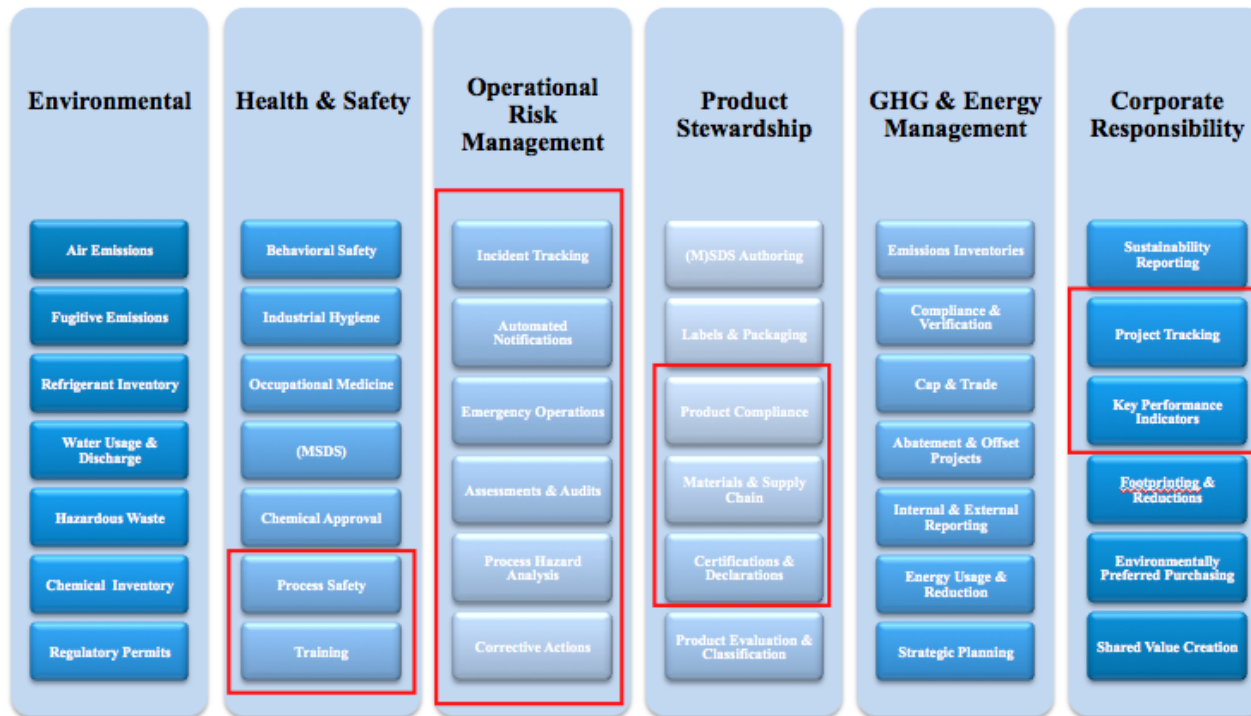 Environmental
Air Emissions
Fugitive Emissions
Refrigerant Inventory
Water Usage &
Discharge
Hazardous Waste
Chemical  Inventory
Regulatory Permits
Health & Safety
Behavioral Safety
Industrial Hygiene
Occupational Medicine
(MSDS)
Chemical Approval
Process Safety
Training
Operational
Risk
Management
Incident Tracking
Automated
Notifications
Emergency Operations
Assessments & Audits
Process Hazard
Analysis
Corrective Actions
Product
Stewardship
(M)SDS Authoring
Labels & Packaging
Product Compliance
Materials & Supply
Chain
Certifications &
Declarations
Product Evaluation &
Classification
GHG & Energy
Management
Emissions Inventories
Compliance &
Verification
Cap & Trade
Abatement & Offset
Projects
Internal & External
Reporting
Energy Usage &
Reduction
Strategic Planning
Corporate
Responsibility
Sustainability
Reporting
Project Tracking
Key Performance
Indicators
Footprinting &
Reductions
Environmentally
Preferred Purchasing
Shared Value Creation